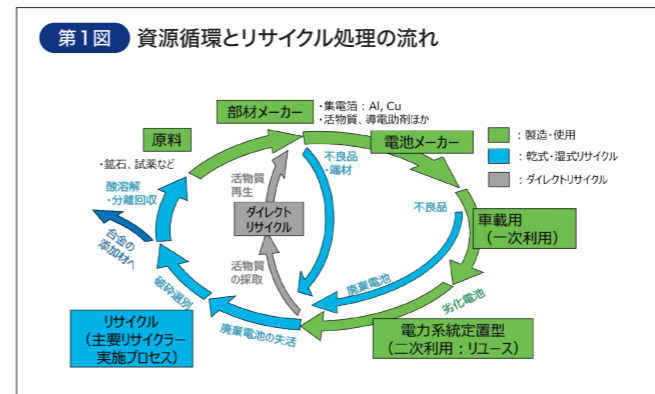 第1図 資源循環とリサイクル処理の流れ
部材メーカー
・集電箔:Al, Cu
・活物質、導電助剤ほか
原料
・鉱石、試薬など
電池メーカー
:製造・使用
:乾式・湿式リサイクル
:ダイレクトリサイクル
不良品
・端材
活物質
再生
酸溶解
・分離回収
ダイレクト
リサイクル
不良品
車載用
(一次利用)
合金の
添加材へ
活物質
の採取
廃棄電池
劣化電池
破砕選別
リサイクル
(主要リサイクラー
実施プロセス)
廃棄電池の失活
電力系統定置型
(二次利用:リユース)